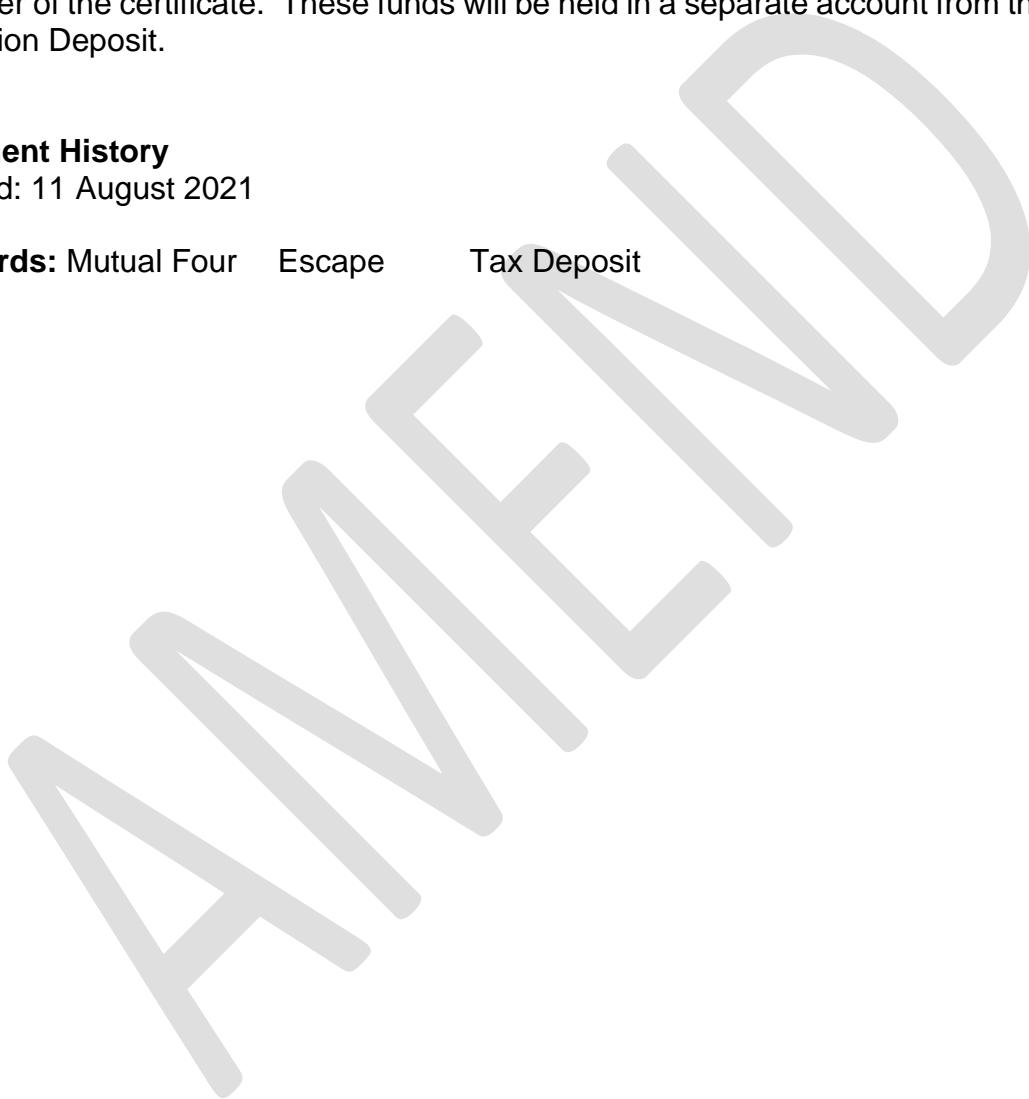 er of the certificate. These funds will be held in a separate account from th
ion Deposit.
ent History
d: 11 August 2021
rds: Mutual Four Escape Tax Deposit
AMEND